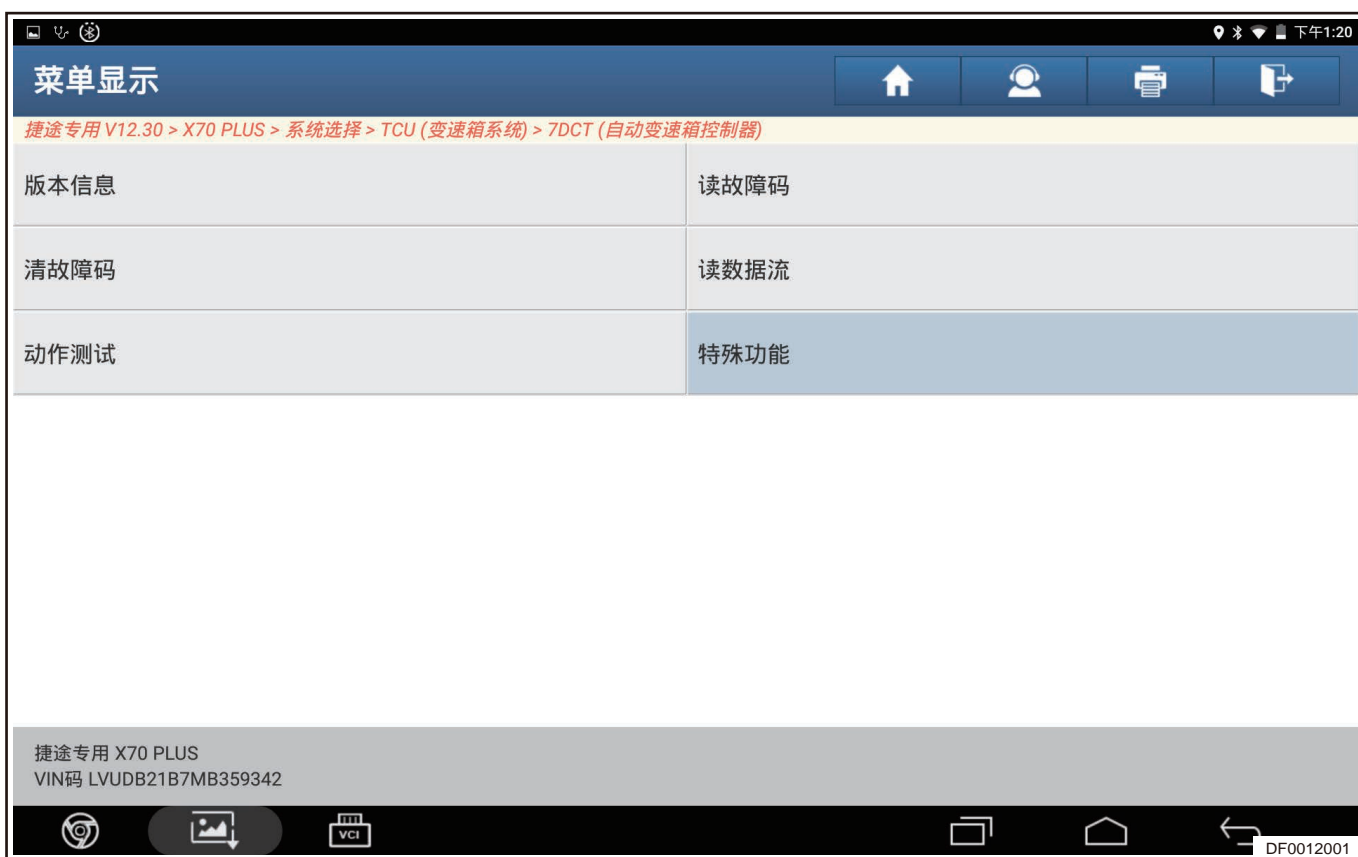 下午1:20
菜单显示
捷途专用 V12.30 > X70 PLUS > 系统选择 > TCU (变速箱系统) > 7DCT (自动变速箱控制器)
版本信息
读故障码
清故障码
读数据流
动作测试
特殊功能
捷途专用 X70 PLUS
VIN码 LVUDB21B7MB359342
VCI
DF0012001